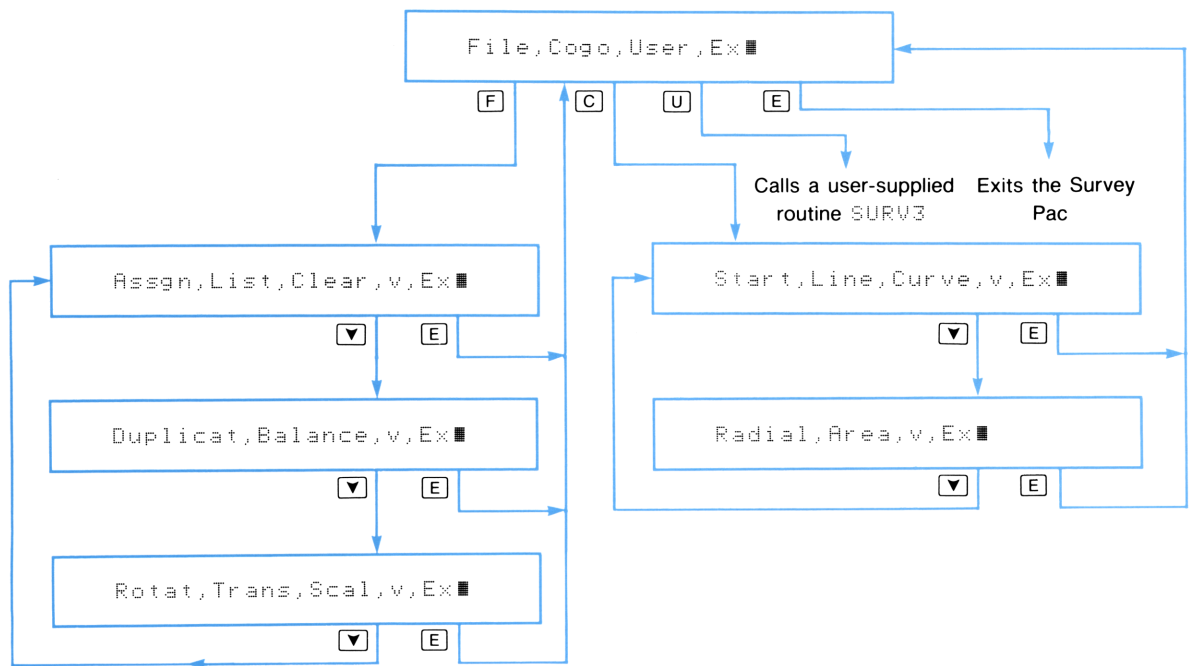 File,Cogo,User,Ex
F C U E
Calls a user-supplied
routine SURV3
Exits the Survey
Pac
Assgn,List,Clear,v,Ex
▼ E
Duplicat,Balance,v,Ex
▼ E
Rotat,Trans,Scal,v,Ex
▼ E
Start,Line,Curve,v,Ex
▼ E
Radial,Area,v,Ex
▼ E